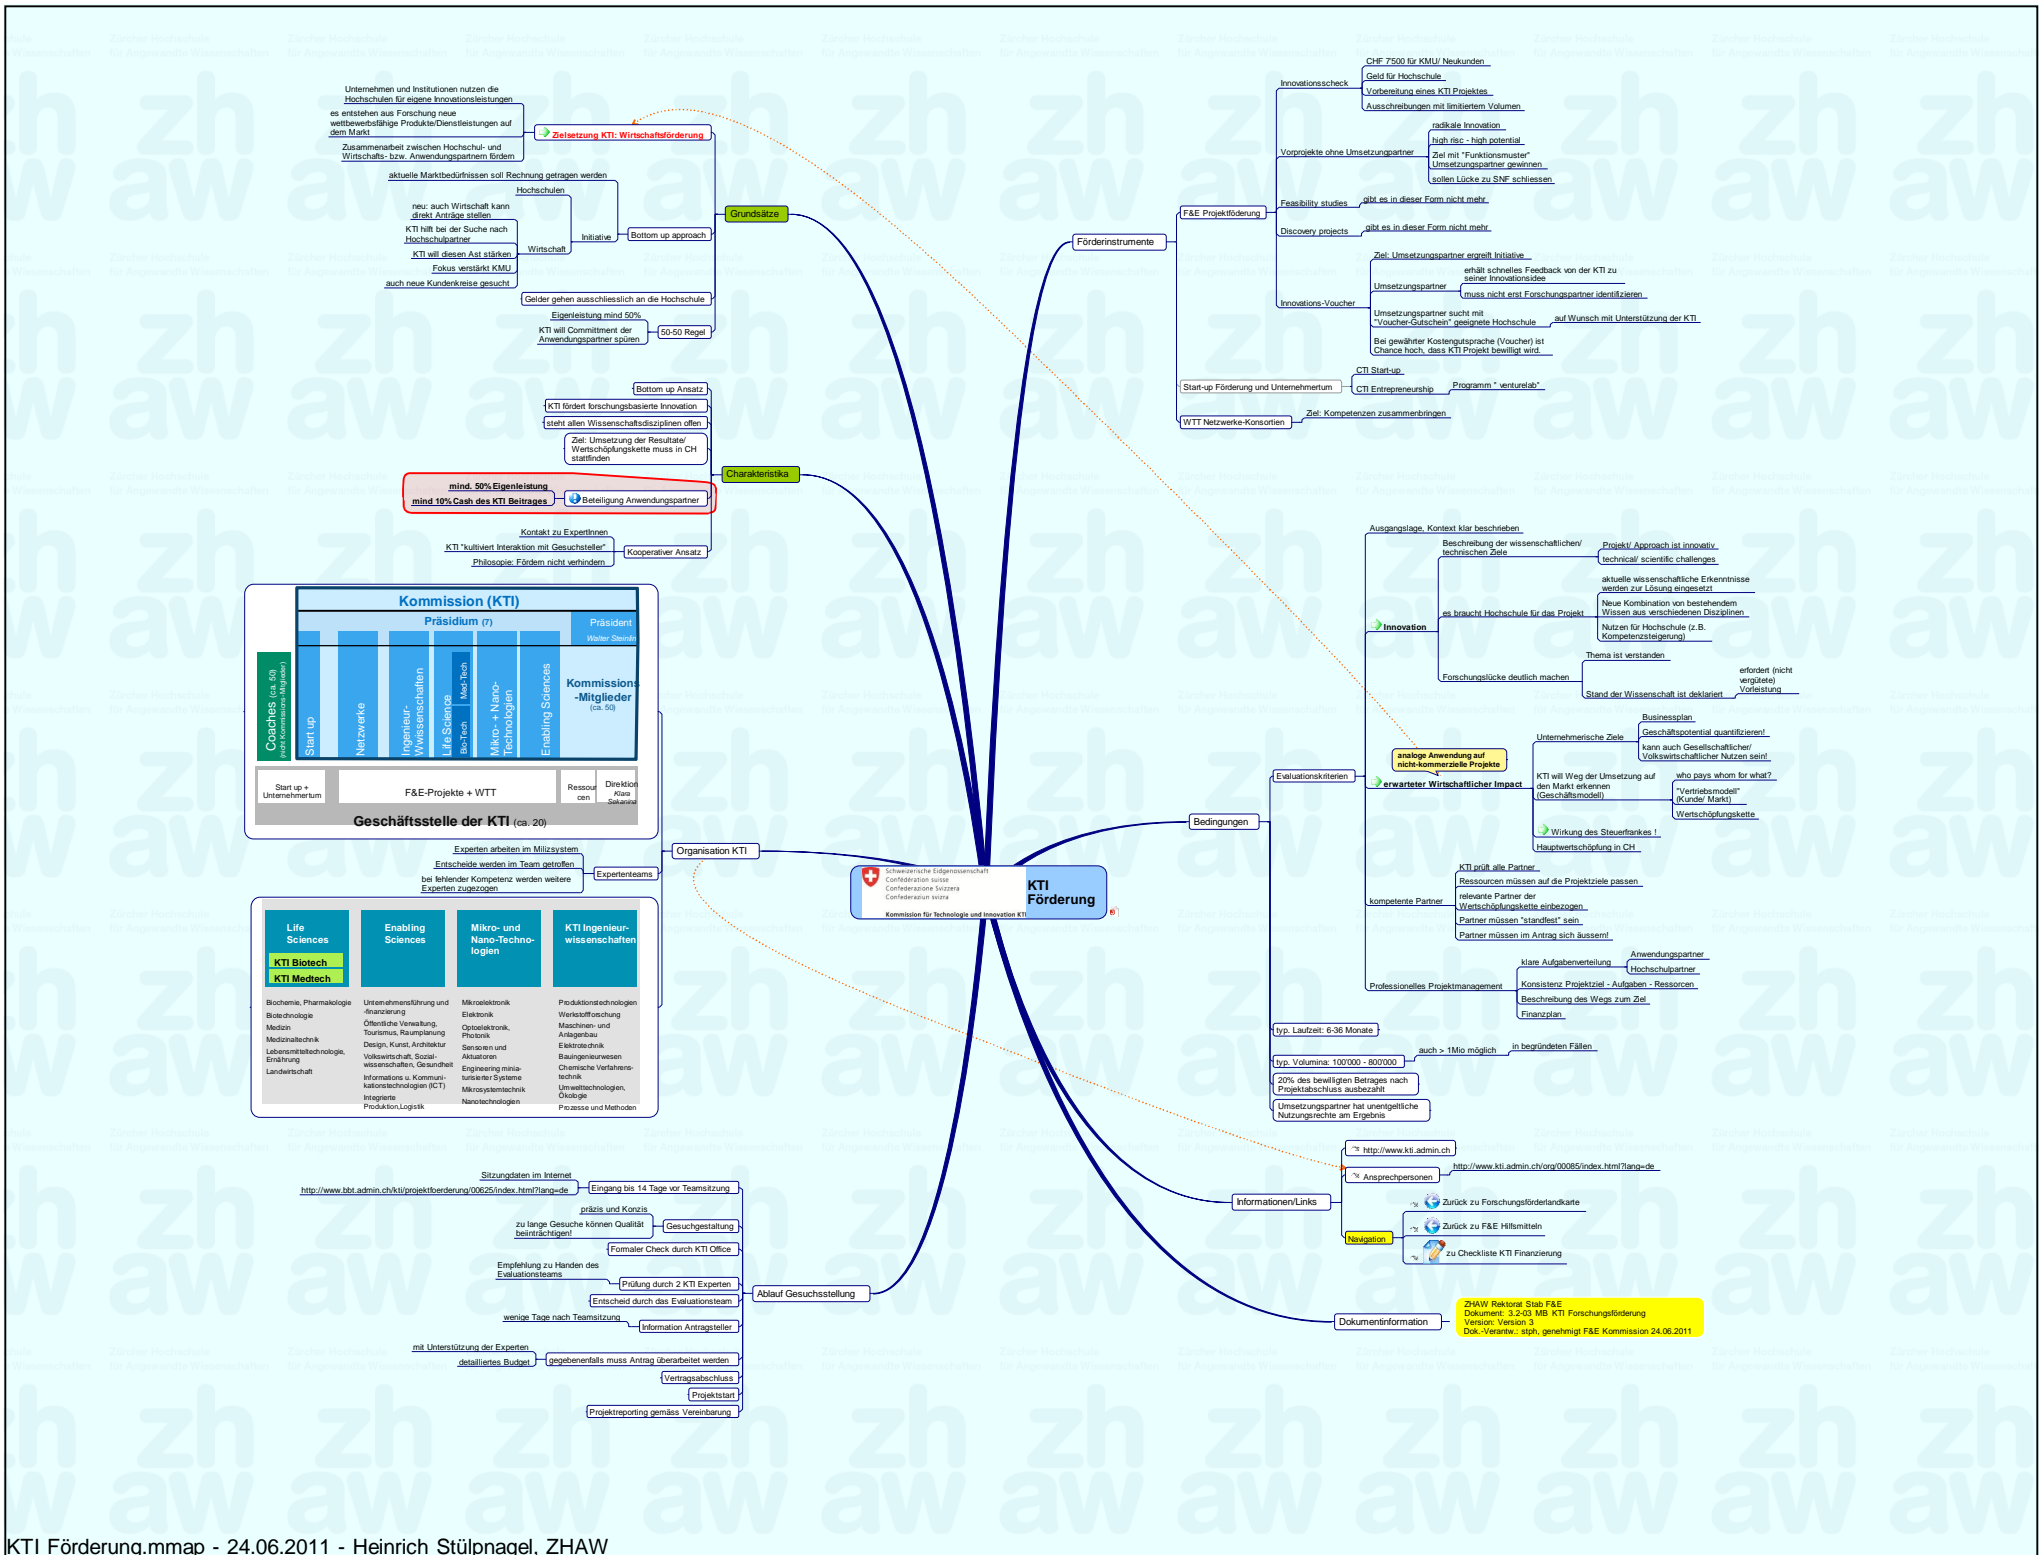 Unternehmen und Institutionen nutzen die
Hochschulen für eigene Innovationsleistungen
es entstehen aus Forschung neue
wettbewerbsfähige Produkte/Dienstleistungen auf
dem Markt
Zusammenarbeit zwischen Hochschul- und
Wirtschafts- bzw. Anwendungspartnern fördern
Zielsetzung KTI: Wirtschaftsförderung
aktuelle Marktbedürfnissen soll Rechnung getragen werden
Hochschulen
neu: auch Wirtschaft kann
direkt Anträge stellen
KTI hilft bei der Suche nach
Hochschulpartner
KTI will diesen Ast stärken
Fokus verstärkt KMU
auch neue Kundenkreise gesucht
Wirtschaft
Initiative
Bottom up approach
Gelder gehen ausschliesslich an die Hochschule
Eigenleistung mind 50%
KTI will Committment der
Anwendungspartner spüren
50-50 Regel
Grundsätze
Bottom up Ansatz
KTI fördert forschungsbasierte Innovation
steht allen Wissenschaftsdisziplinen offen
Ziel: Umsetzung der Resultate/
Wertschöpfungskette muss in CH
stattfinden
mind. 50% Eigenleistung
mind 10% Cash des KTI Beitrages
Beteiligung Anwendungspartner
Kontakt zu ExpertInnen
KTI "kultiviert Interaktion mit Gesuchsteller"
Philosopie: Fördern nicht verhindern
Kooperativer Ansatz
Charakteristika
Kommission (KTI)
Präsidium (7)
Präsident
Walter Steinlin
Coaches (ca. 50)
(nicht Kommissions-Mitglieder)
Start up
Netzwerke
Ingenieur-
Wwissenschaften
Life Science
Med-Tech
Bio-Tech
Mikro- + Nano-
Technologien
Enabling Sciences
Kommissions
-Mitglieder
(ca. 50)
Start up +
Unternehmertum
F&E-Projekte + WTT
Ressour
cen
Direktion
Klara
Sekanina
Geschäftsstelle der KTI (ca. 20)
Experten arbeiten im Milizsystem
Entscheide werden im Team getroffen
bei fehlender Kompetenz werden weitere
Experten zugezogen
Expertenteams
Organisation KTI
Life
Sciences
KTI Biotech
KTI Medtech
Biochemie, Pharmakologie
Biotechnologie
Medizin
Medizinaltechnik
Lebensmitteltechnologie,
Ernährung
Landwirtschaft
Enabling
Sciences
Unternehmensführung und
-finanzierung
Öffentliche Verwaltung,
Tourismus, Raumplanung
Design, Kunst, Architektur
Volkswirtschaft, Sozial-
wissenschaften, Gesundheit
Informations u. Kommuni-
kationstechnologien (ICT)
Integrierte
Produktion,Logistik
Mikro- und
Nano-Techno-
logien
Mikroelektronik
Elektronik
Optoelektronik,
Photonik
Sensoren und
Aktuatoren
Engineering minia-
turisierter Systeme
Mikrosystemtechnik
Nanotechnologien
KTI Ingenieur-
wissenschaften
Produktionstechnologien
Werkstoffforschung
Maschinen- und
Anlagenbau
Elektrotechnik
Bauingenieurwesen
Chemische Verfahrens-
technik
Umwelttechnologien,
Ökologie
Prozesse und Methoden
Sitzungdaten im Internet
http://www.bbt.admin.ch/kti/projektfoerderung/00625/index.html?lang=de
Eingang bis 14 Tage vor Teamsitzung
präzis und Konzis
zu lange Gesuche können Qualität
beiinträchtigen!
Gesuchgestaltung
Formaler Check durch KTI Office
Empfehlung zu Handen des
Evaluationsteams
Prüfung durch 2 KTI Experten
Entscheid durch das Evaluationsteam
wenige Tage nach Teamsitzung
Information Antragsteller
mit Unterstützung der Experten
detailliertes Budget
gegebenenfalls muss Antrag überarbeitet werden
Vertragsabschluss
Projektstart
Projektreporting gemäss Vereinbarung
Ablauf Gesuchsstellung
Schweizerische Eidgenossenschaft
Confédération suisse
Confederazione Svizzera
Confederaziun svizra
Kommission für Technologie und Innovation KTI
KTI
Förderung
Förderinstrumente
F&E Projektföderung
Innovationsscheck
CHF 7'500 für KMU/ Neukunden
Geld für Hochschule
Vorbereitung eines KTI Projektes
Ausschreibungen mit limitiertem Volumen
Vorprojekte ohne Umsetzungpartner
radikale Innovation
high risc - high potential
Ziel mit "Funktionsmuster"
Umsetzungspartner gewinnen
sollen Lücke zu SNF schliessen
Feasibility studies
gibt es in dieser Form nicht mehr
Discovery projects
gibt es in dieser Form nicht mehr
Innovations-Voucher
Ziel: Umsetzungspartner ergreift Initiative
Umsetzungspartner
erhält schnelles Feedback von der KTI zu
seiner Innovationsidee
muss nicht erst Forschungspartner identifizieren
Umsetzungspartner sucht mit
"Voucher-Gutschein" geeignete Hochschule
auf Wunsch mit Unterstützung der KTI
Bei gewährter Kostengutsprache (Voucher) ist
Chance hoch, dass KTI Projekt bewilligt wird.
Start-up Förderung und Unternehmertum
CTI Start-up
CTI Entrepreneurship
Programm " venturelab"
WTT Netzwerke-Konsortien
Ziel: Kompetenzen zusammenbringen
Bedingungen
Evaluationskriterien
Ausgangslage, Kontext klar beschrieben
Innovation
Beschreibung der wissenschaftlichen/
technischen Ziele
Projekt/ Approach ist innovativ
technical/ scientific challenges
es braucht Hochschule für das Projekt
aktuelle wissenschaftliche Erkenntnisse
werden zur Lösung eingesetzt
Neue Kombination von bestehendem
Wissen aus verschiedenen Disziplinen
Nutzen für Hochschule (z.B.
Kompetenzsteigerung)
Forschungslücke deutlich machen
Thema ist verstanden
Stand der Wissenschaft ist deklariert
erfordert (nicht
vergütete)
Vorleistung
analoge Anwendung auf
nicht-kommerzielle Projekte
erwarteter Wirtschaftlicher Impact
Unternehmerische Ziele
Businessplan
Geschäftspotential quantifizieren!
kann auch Gesellschaftlicher/
Volkswirtschaftlicher Nutzen sein!
KTI will Weg der Umsetzung auf
den Markt erkennen
(Geschäftsmodell)
who pays whom for what?
"Vertriebsmodell"
(Kunde/ Markt)
Wertschöpfungskette
Wirkung des Steuerfrankes !
Hauptwertschöpfung in CH
kompetente Partner
KTI prüft alle Partner
Ressourcen müssen auf die Projektziele passen
relevante Partner der
Wertschöpfungskette einbezogen
Partner müssen "standfest" sein
Partner müssen im Antrag sich äussern!
Professionelles Projektmanagement
klare Aufgabenverteilung
Anwendungspartner
Hochschulpartner
Konsistenz Projektziel - Aufgaben - Ressorcen
Beschreibung des Wegs zum Ziel
Finanzplan
typ. Laufzeit: 6-36 Monate
typ. Volumina: 100'000 - 800'000
auch > 1Mio möglich
in begründeten Fällen
20% des bewilligten Betrages nach
Projektabschluss ausbezahlt
Umsetzungspartner hat unentgeltliche
Nutzungsrechte am Ergebnis
Informationen/Links
http://www.kti.admin.ch
Ansprechpersonen
http://www.kti.admin.ch/org/00085/index.html?lang=de
Navigation
Zurück zu Forschungsförderlandkarte
Zurück zu F&E Hilfsmitteln
zu Checkliste KTI Finanzierung
Dokumentinformation
ZHAW Rektorat Stab F&E
Dokument: 3.2-03 MB KTI Forschungsförderung
Version: Version 3
Dok.-Verantw.: stph, genehmigt F&E Kommission 24.06.2011
KTI Förderung.mmap - 24.06.2011 - Heinrich Stülpnagel, ZHAW